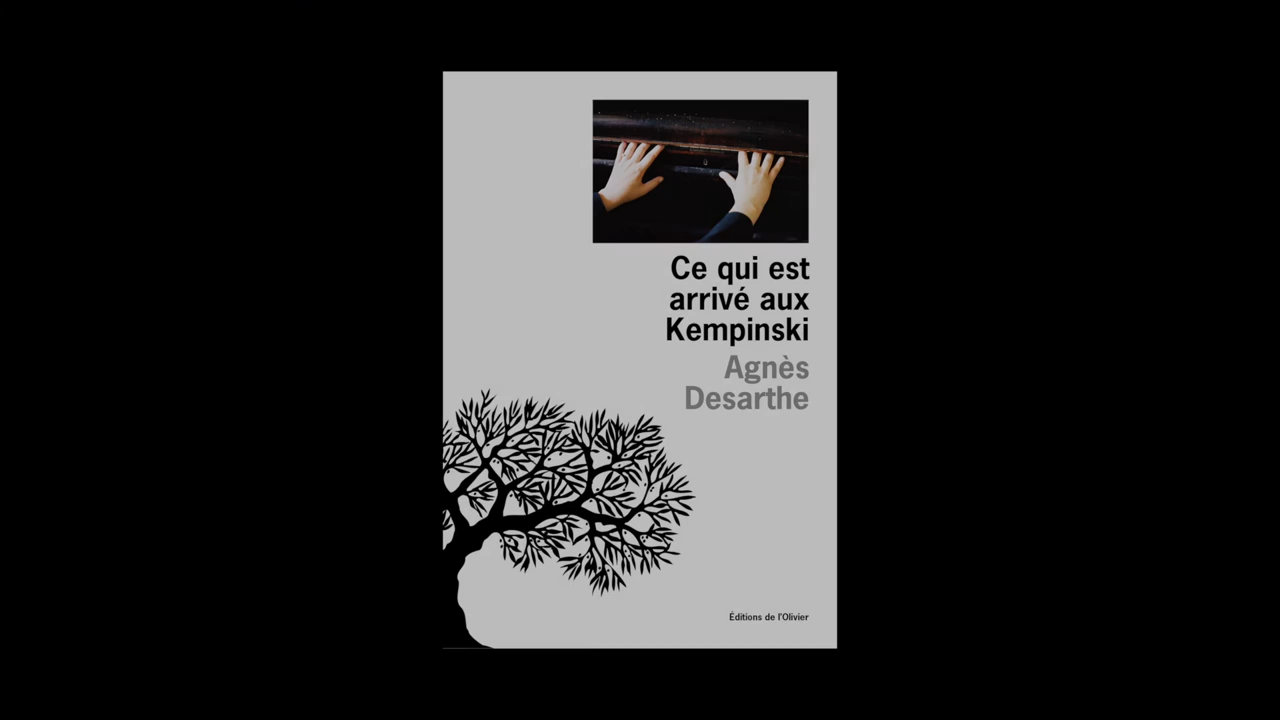 Ce qui est
arrivé aux
Kempinski
Agnès
Desarthe
Éditions de l'Olivier